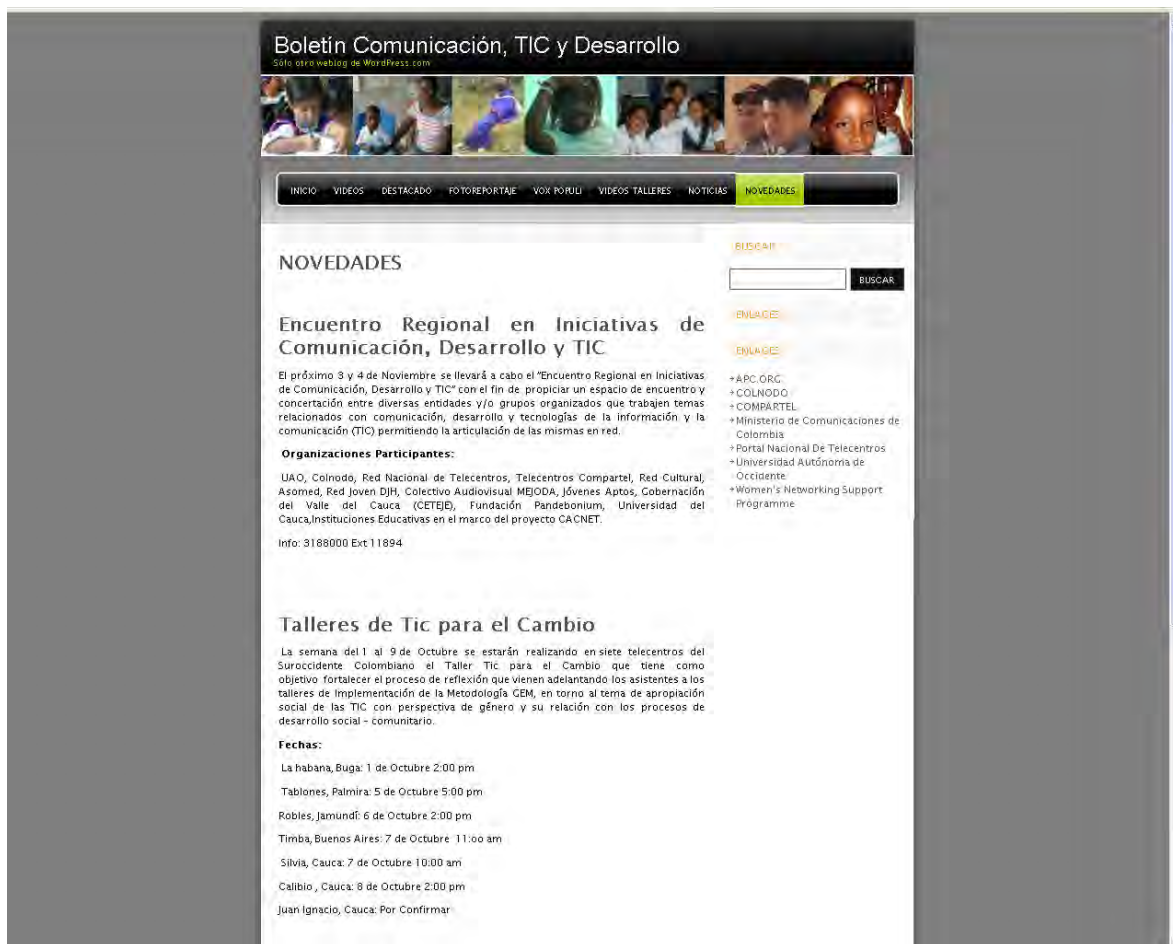 Boletín Comunicación, TIC y Desarrollo
Sólo otro weblog de WordPress.com
INICIO VIDEOS DESTACADO FOTOREPORTAJE VOX POPULI VIDEOS TALLERES NOTICIAS NOVEDADES
NOVEDADES
Encuentro Regional en Iniciativas de
Comunicación, Desarrollo y TIC
El próximo 3 y 4 de Noviembre se llevará a cabo el "Encuentro Regional en Iniciativas
de Comunicación, Desarrollo y TIC" con el fin de propiciar un espacio de encuentro y
concertación entre diversas entidades y/o grupos organizados que trabajen temas
relacionados con comunicación, desarrollo y tecnologías de la información y la
comunicación (TIC) permitiendo la articulación de las mismas en red.
Organizaciones Participantes:
UAO, Colnodo, Red Nacional de Telecentros, Telecentros Compartel, Red Cultural,
Asomed, Red Joven DJH, Colectivo Audiovisual MEJODA, Jóvenes Aptos, Gobernación
del Valle del Cauca (CETEJE), Fundación Pandebonium, Universidad del
Cauca,Instituciones Educativas en el marco del proyecto CACNET.
Info: 3188000 Ext 11894
Talleres de Tic para el Cambio
La semana del 1 al 9 de Octubre se estarán realizando en siete telecentros del
Suroccidente Colombiano el Taller Tic para el Cambio que tiene como
objetivo fortalecer el proceso de reflexión que vienen adelantando los asistentes a los
talleres de Implementación de la Metodología GEM, en torno al tema de apropiación
social de las TIC con perspectiva de género y su relación con los procesos de
desarrollo social – comunitario.
Fechas:
La habana, Buga: 1 de Octubre 2:00 pm
Tablones, Palmira: 5 de Octubre 5:00 pm
Robles, Jamundí: 6 de Octubre 2:00 pm
Timba, Buenos Aires: 7 de Octubre 11:oo am
Silvia, Cauca: 7 de Octubre 10:00 am
Calibio , Cauca: 8 de Octubre 2:00 pm
Juan Ignacio, Cauca: Por Confirmar
BUSCAR
BUSCAR
ENLACES
ENLACES
+APC.ORG
+COLNODO
+COMPARTEL
+Ministerio de Comunicaciones de
Colombia
+Portal Nacional De Telecentros
+Universidad Autónoma de
Occidente
+Women's Networking Support
Programme